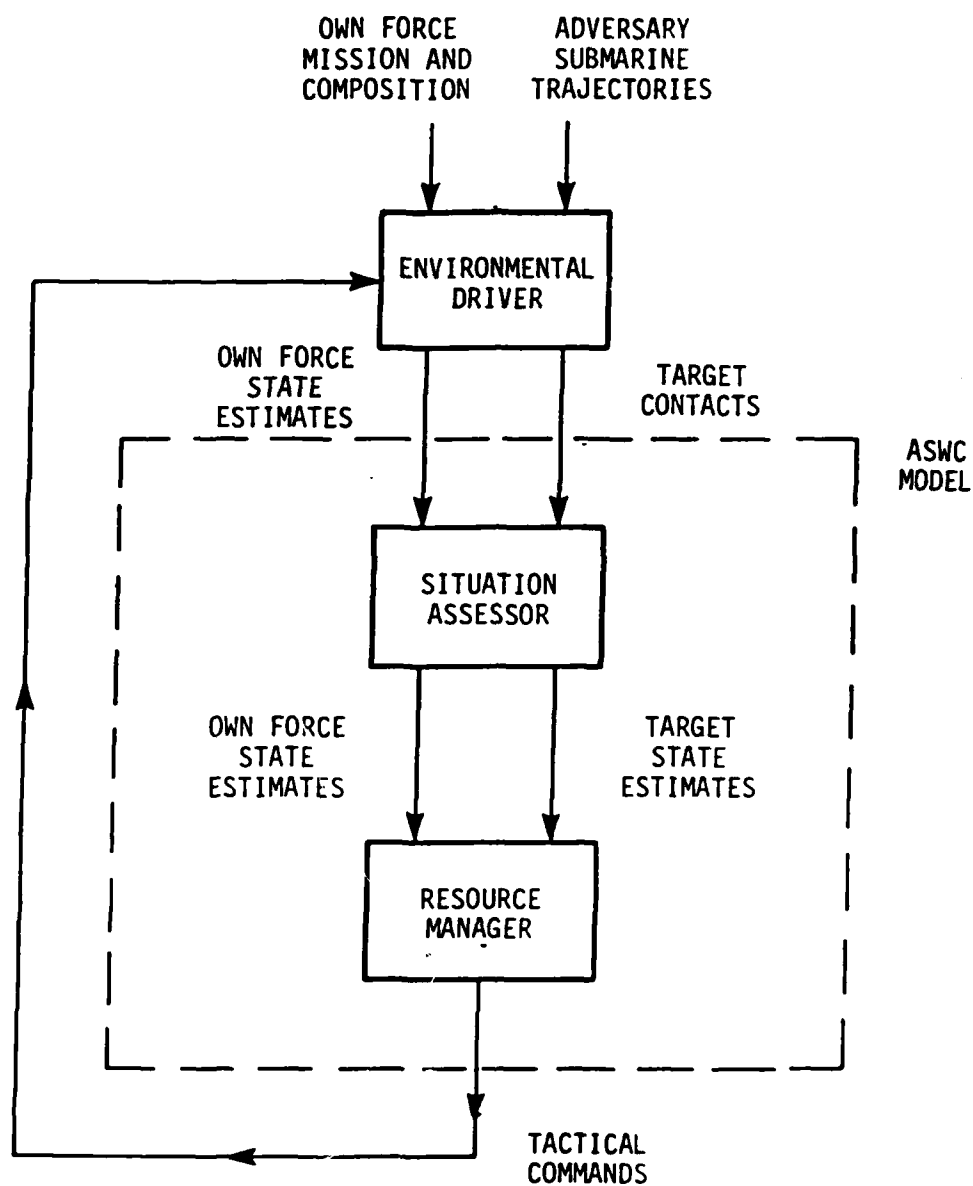 OWN FORCE
MISSION AND
COMPOSITION
ADVERSARY
SUBMARINE
TRAJECTORIES
ENVIRONMENTAL
DRIVER
OWN FORCE
STATE
ESTIMATES
TARGET
CONTACTS
ASWC
MODEL
SITUATION
ASSESSOR
OWN FORCE
STATE
ESTIMATES
TARGET
STATE
ESTIMATES
RESOURCE
MANAGER
TACTICAL
COMMANDS